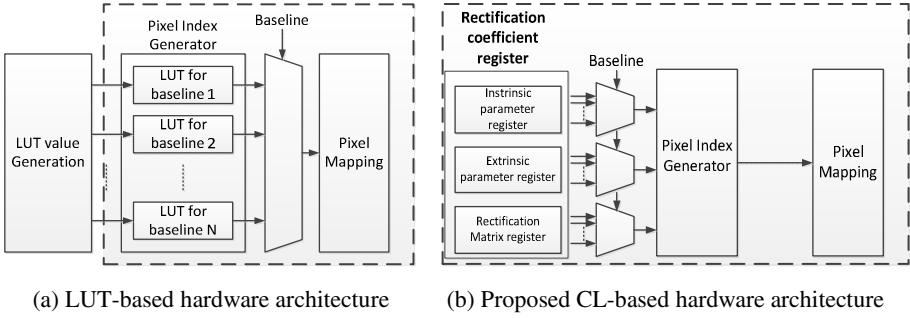 Baseline
Pixel Index
Generator
LUT value
Generation
LUT for
baseline 1
LUT for
baseline 2
LUT for
baseline N
Pixel
Mapping
(a) LUT-based hardware architecture
Rectification
coefficient
register
Baseline
Instrinsic
parameter
register
Extrinsic
parameter register
Rectification
Matrix register
Pixel Index
Generator
Pixel
Mapping
(b) Proposed CL-based hardware architecture